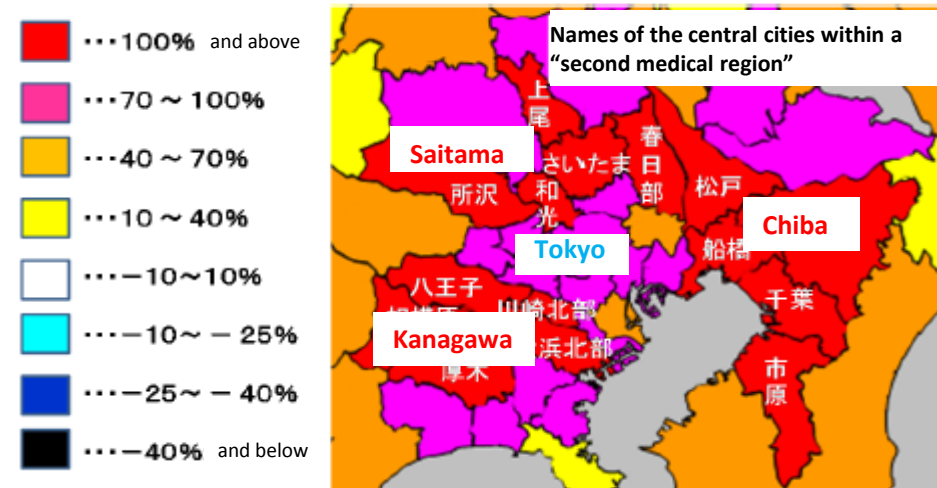 …100% and above
…70 ~ 100%
…40 ~ 70%
…10 ~ 40%
…−10~10%
…−10~ − 25%
…−25~ − 40%
…−40% and below
Names of the central cities within a
“second medical region”
上尾
春日部
さいたま
Saitama
和光
松戸
所沢
Chiba
Tokyo
船橋
八王子
千葉
川崎北部
Kanagawa
浜北部
厚木
市原